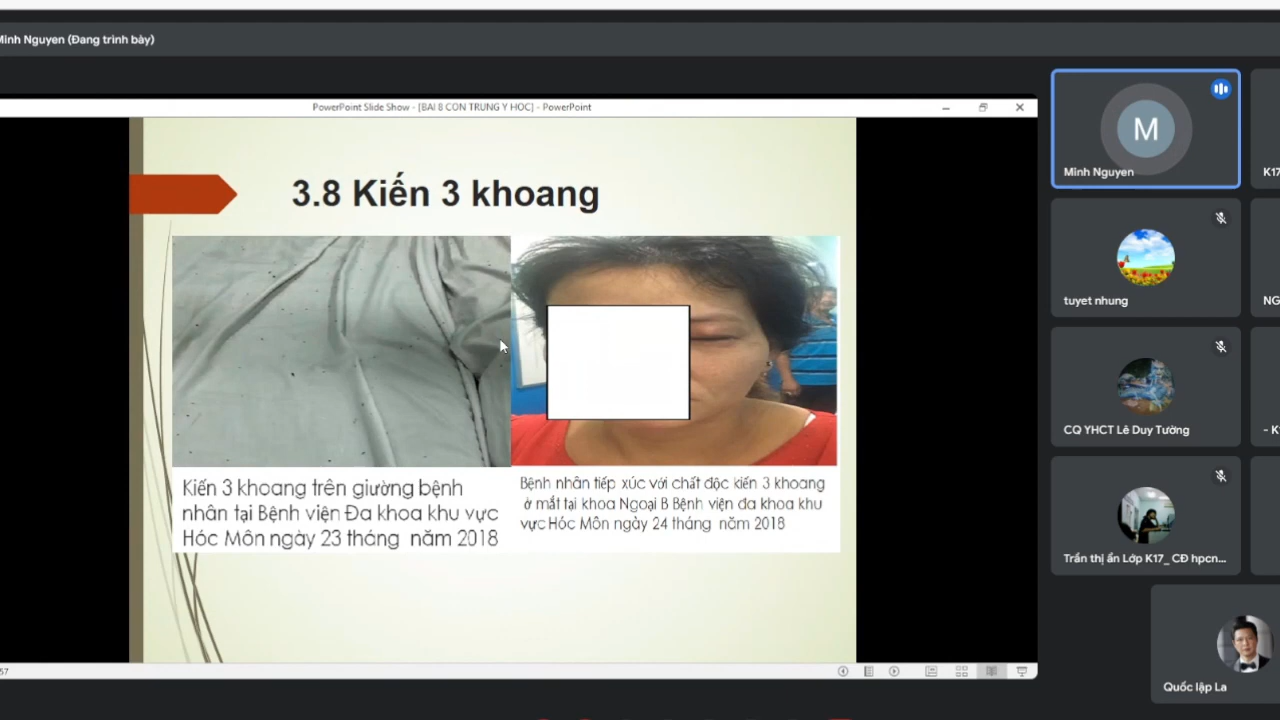 Minh Nguyen (Đang trình bày)
PowerPoint Slide Show - [BAI 8 CON TRUNG Y HOC] - PowerPoint
3.8 Kiến 3 khoang
Kiến 3 khoang trên giường bệnh
nhân tại Bệnh viện Đa khoa khu vực
Hóc Môn ngày 23 tháng năm 2018
Bệnh nhân tiếp xúc với chất độc kiến 3 khoang
ở mắt tại khoa Ngoại B Bệnh viện đa khoa khu
vực Hóc Môn ngày 24 tháng năm 2018
M
Minh Nguyen
K17
tuyet nhung
NG
CQ YHCT Lê Duy Tường
- K
Trần thị ẩn Lớp K17_ CĐ hpcn...
Quốc lập La
57